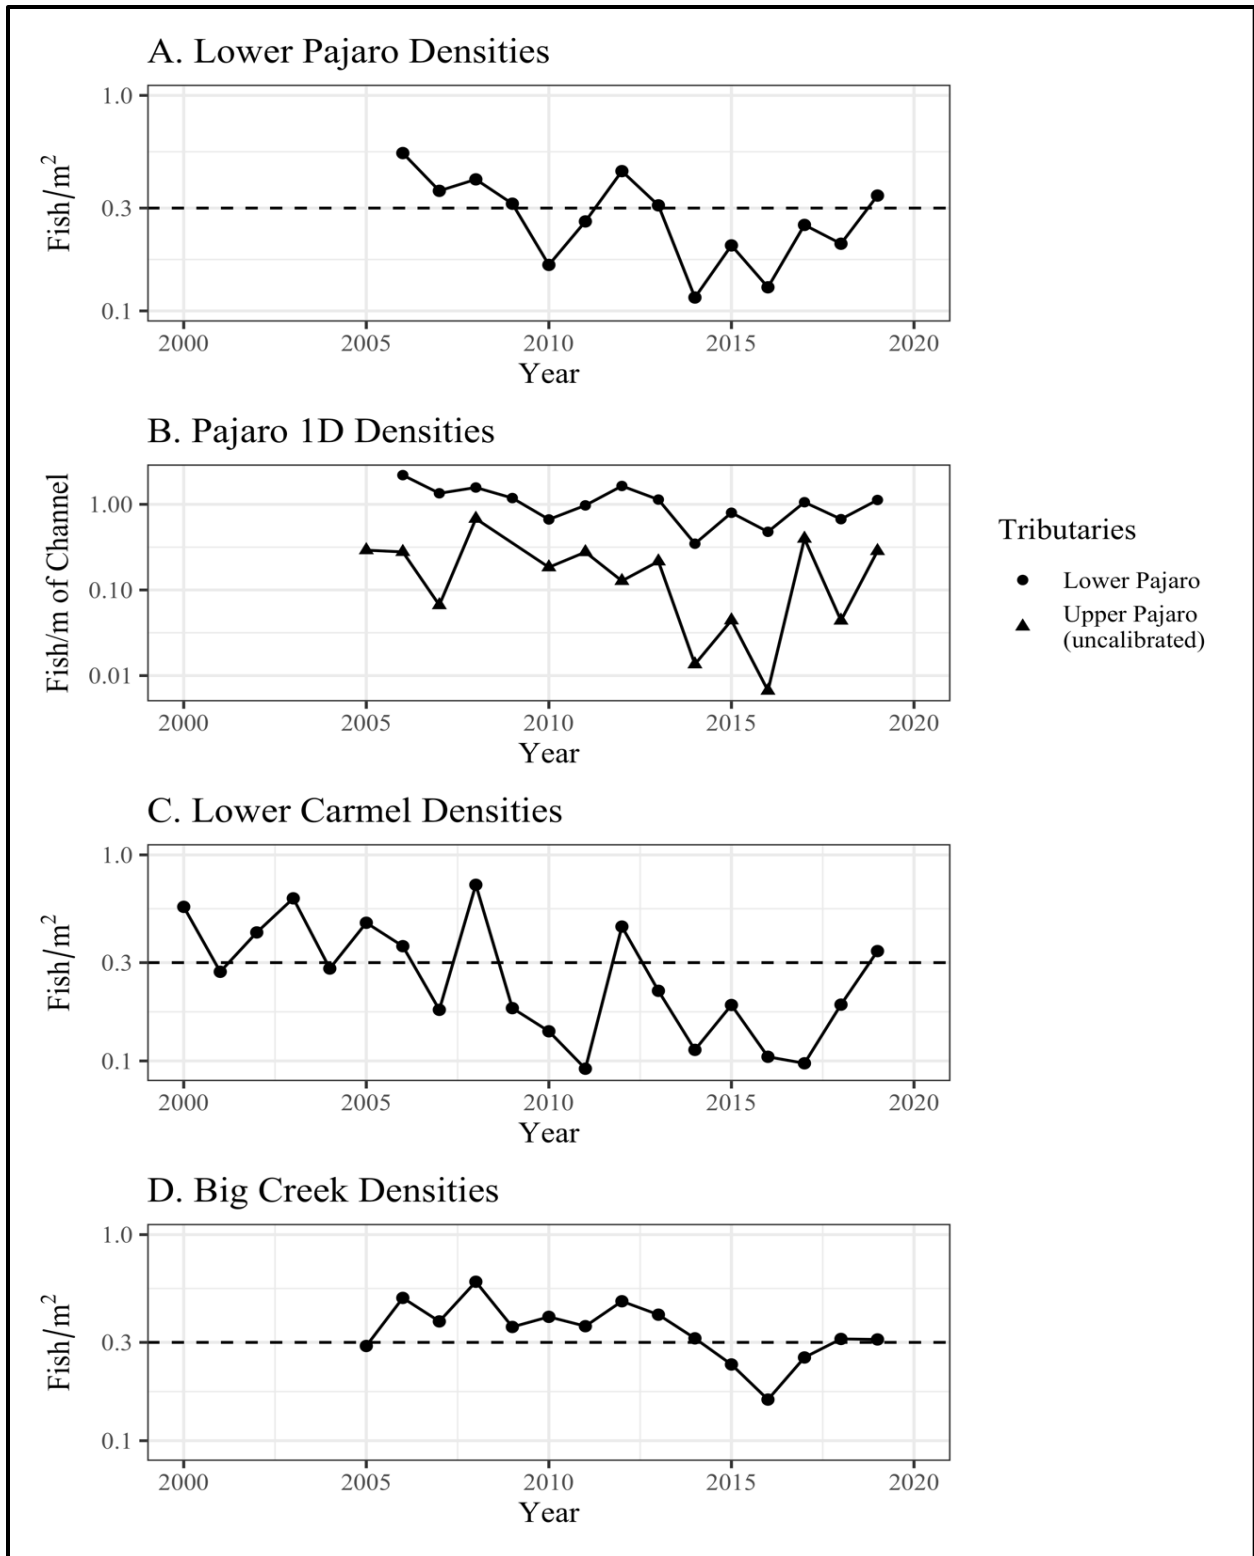 A. Lower Pajaro Densities
1.0
0.3
0.1
Fish/m²
2000 2005 2010 2015 2020
Year
B. Pajaro 1D Densities
1.00
0.10
0.01
Fish/m of Channel
2000 2005 2010 2015 2020
Year
Tributaries
Lower Pajaro
Upper Pajaro
(uncalibrated)
C. Lower Carmel Densities
1.0
0.3
0.1
Fish/m²
2000 2005 2010 2015 2020
Year
D. Big Creek Densities
1.0
0.3
0.1
Fish/m²
2000 2005 2010 2015 2020
Year